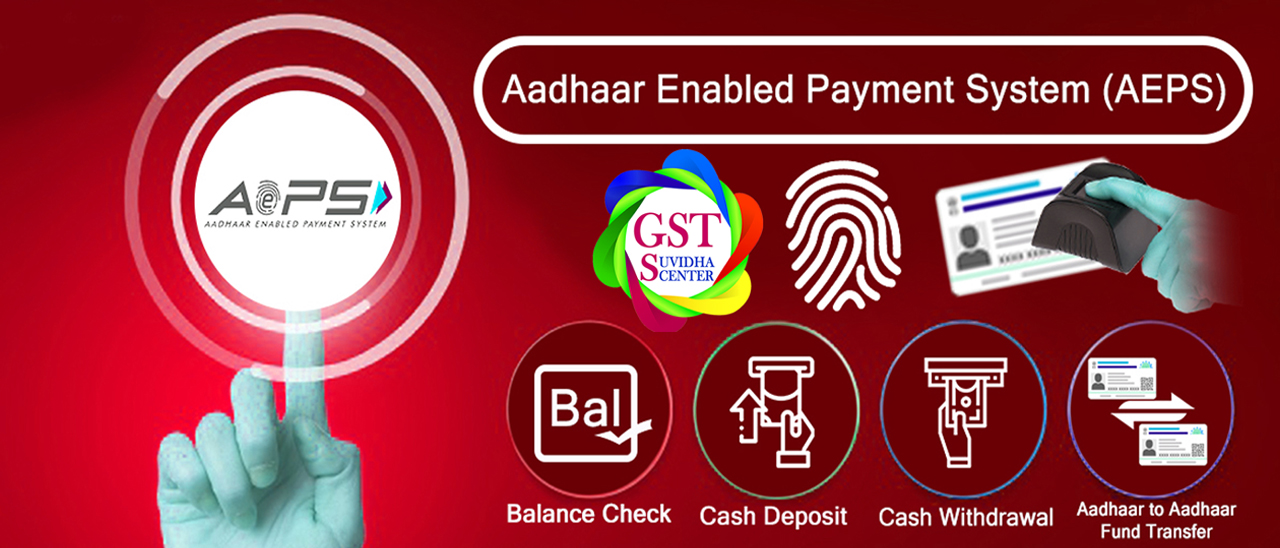 Aadhaar Enabled Payment System (AEPS)
AePS
AADHAAR ENABLED PAYMENT SYSTEM
GST
SUVIDHA
CENTER
Bal
Balance Check
Cash Deposit
Cash Withdrawal
Aadhaar to Aadhaar
Fund Transfer